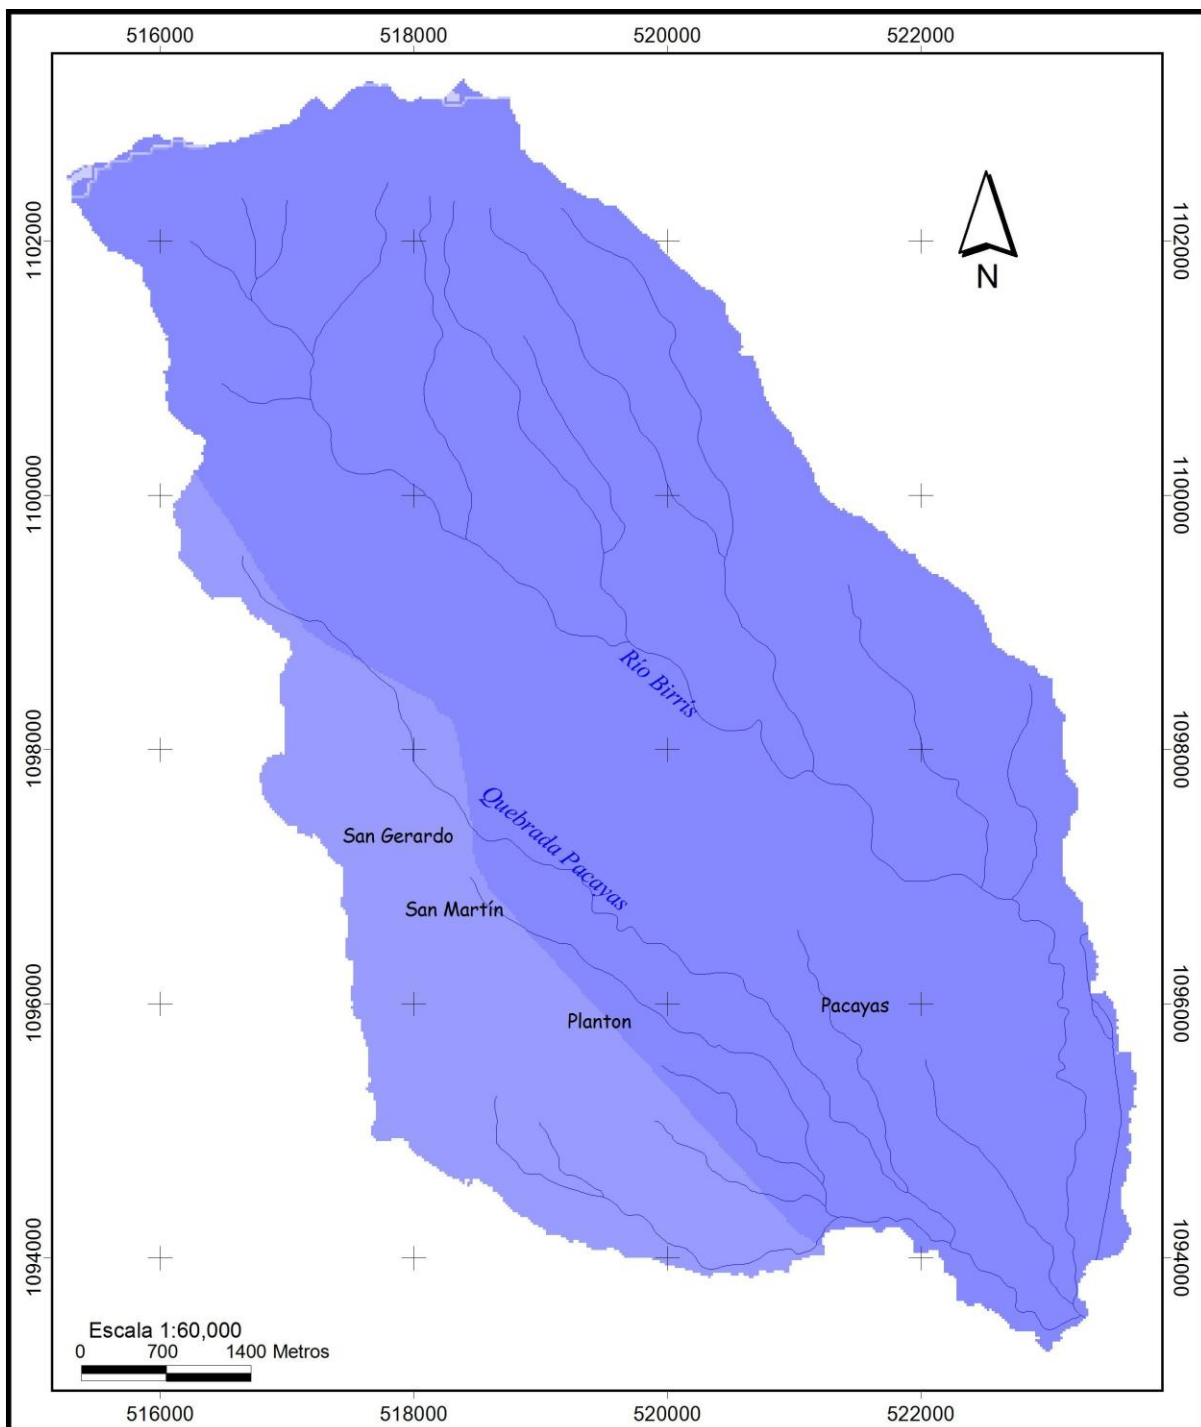 516000 518000 520000 522000
1102000 1102000
N
1100000 1100000
Río Birrís
1098000 1098000
Quebrada Pacayas
San Gerardo
San Martín
1096000 1096000
Pacayas
Planton
1094000 1094000
Escala 1:60,000
0 700 1400 Metros
516000 518000 520000 522000